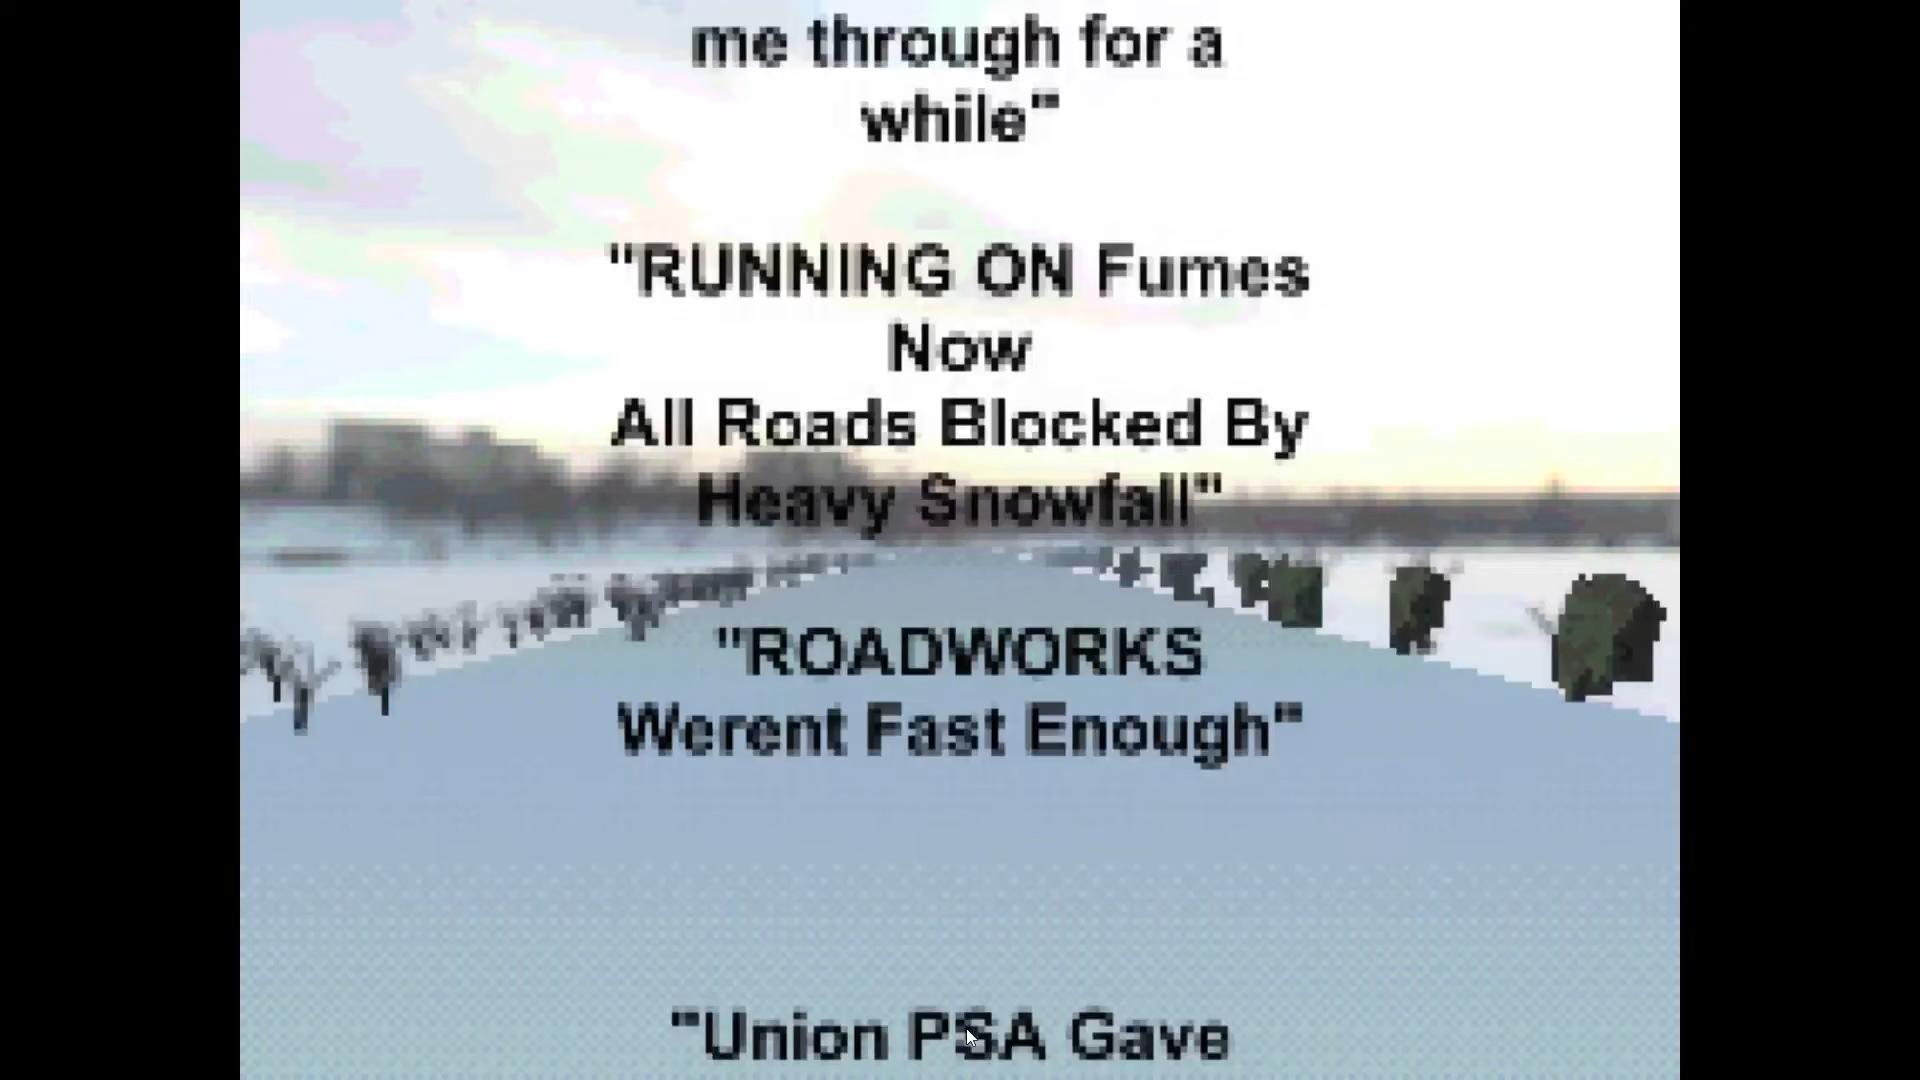 me through for a
while"
"RUNNING ON Fumes
Now
All Roads Blocked By
Heavy Snowfall"
"ROADWORKS
Werent Fast Enough"
"Union PSA Gave